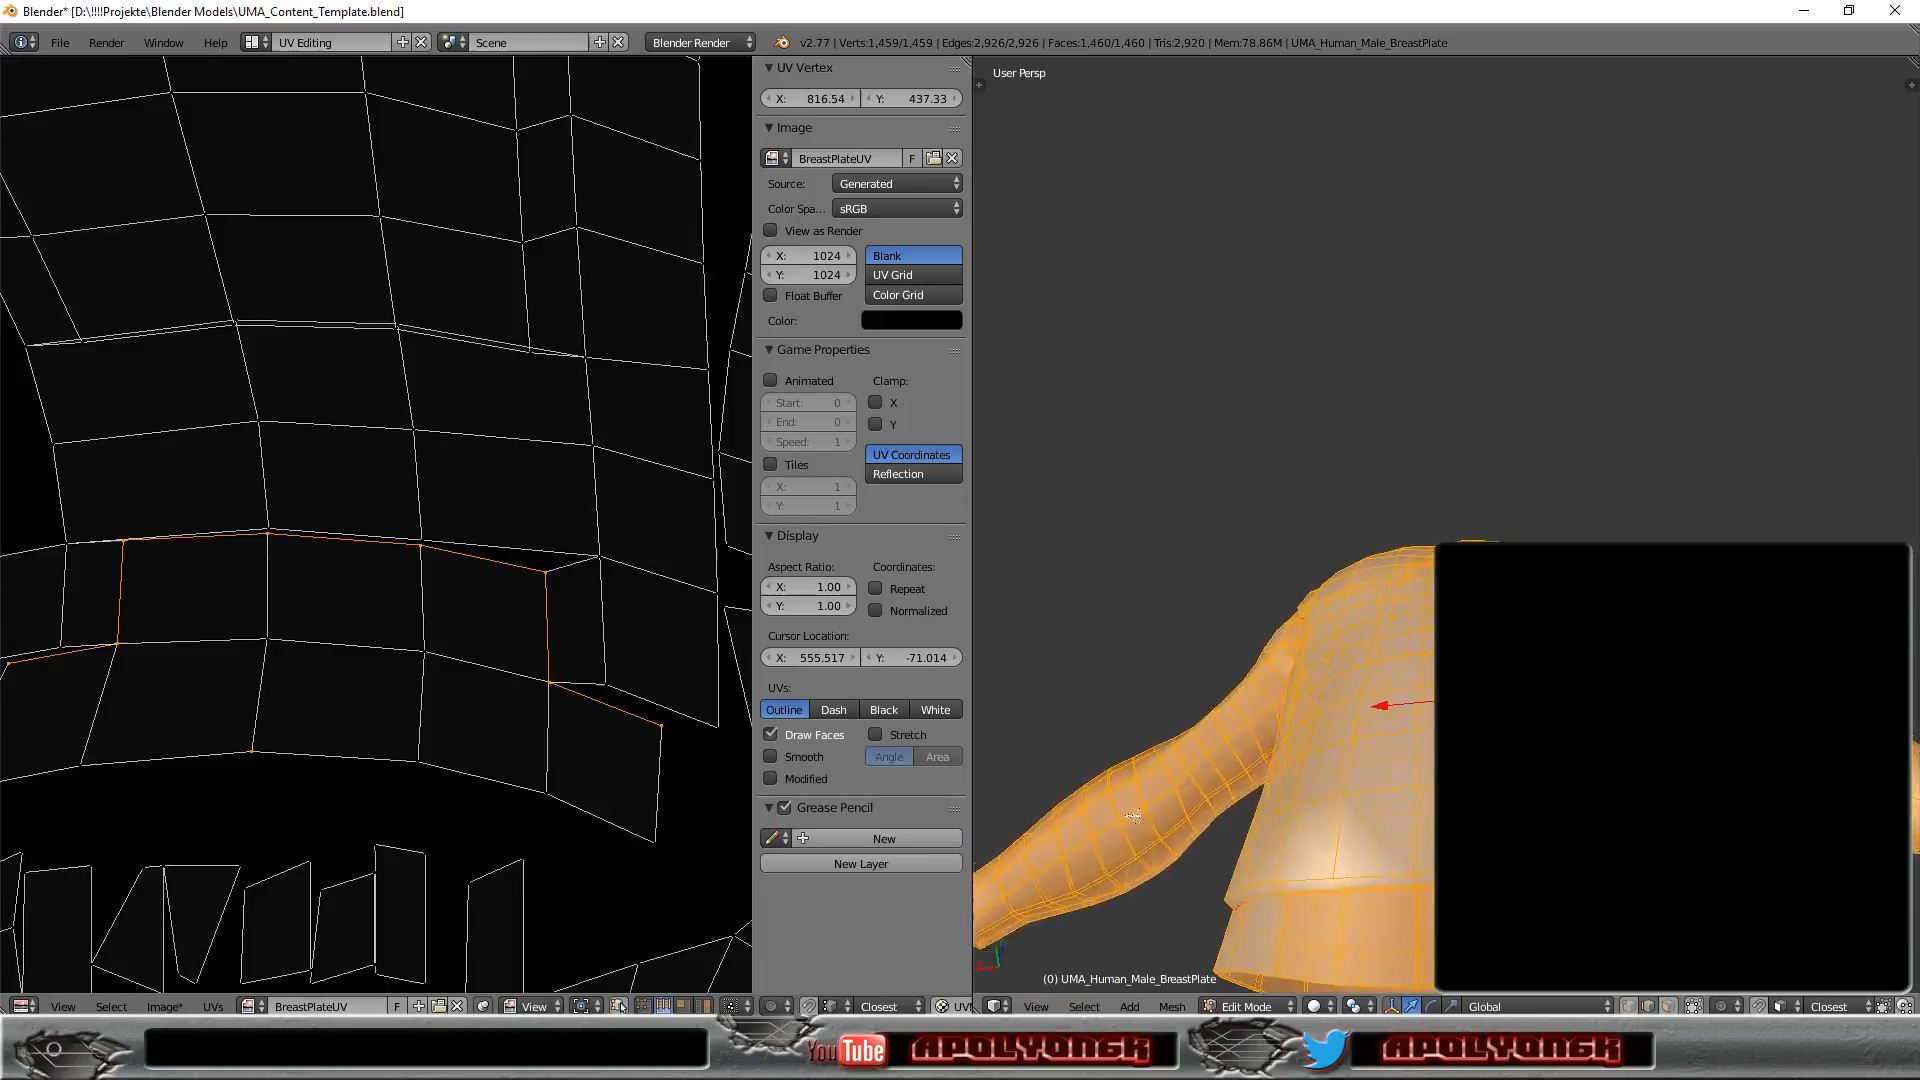 Blender* [D:\!!!!Projekte\Blender Models\UMA_Content_Template.blend]
File Render Window Help UV Editing Scene Blender Render v2.77 | Verts:1,459/1,459 | Edges:2,926/2,926 | Faces:1,460/1,460 | Tris:2,920 | Mem:78.86M | UMA_Human_Male_BreastPlate
UV Vertex
X: 816.54 Y: 437.33
Image
BreastPlateUV F
Source: Generated
Color Spa... sRGB
View as Render
X: 1024 Blank
Y: 1024 UV Grid
Float Buffer Color Grid
Color:
Game Properties
Animated Clamp:
Start: 0 X
End: 0 Y
Speed: 1
Tiles UV Coordinates
X: 1 Reflection
Y: 1
Display
Aspect Ratio: Coordinates:
X: 1.00 Repeat
Y: 1.00 Normalized
Cursor Location:
X: 555.517 Y: -71.014
UVs:
Outline Dash Black White
Draw Faces Stretch
Smooth Angle Area
Modified
Grease Pencil
New
New Layer
User Persp
(0) UMA_Human_Male_BreastPlate
View Select Image* UVs BreastPlateUV F View Closest
View Select Add Mesh Edit Mode Global Closest
YouTube APOLYON6K APOLYON6K